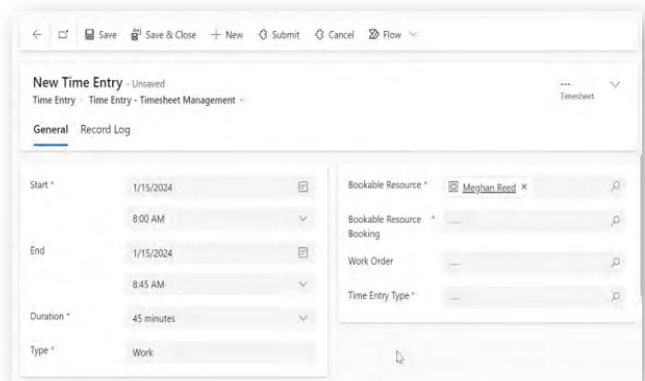 Save Save & Close New Submit Cancel Flow
New Time Entry - Unsaved
Time Entry · Time Entry - Timesheet Management
---
Timesheet
General Record Log
Start * 1/15/2024
8:00 AM
End 1/15/2024
8:45 AM
Duration * 45 minutes
Type * Work
Bookable Resource * Meghan Reed ×
Bookable Resource Booking * ---
Work Order ---
Time Entry Type * ---